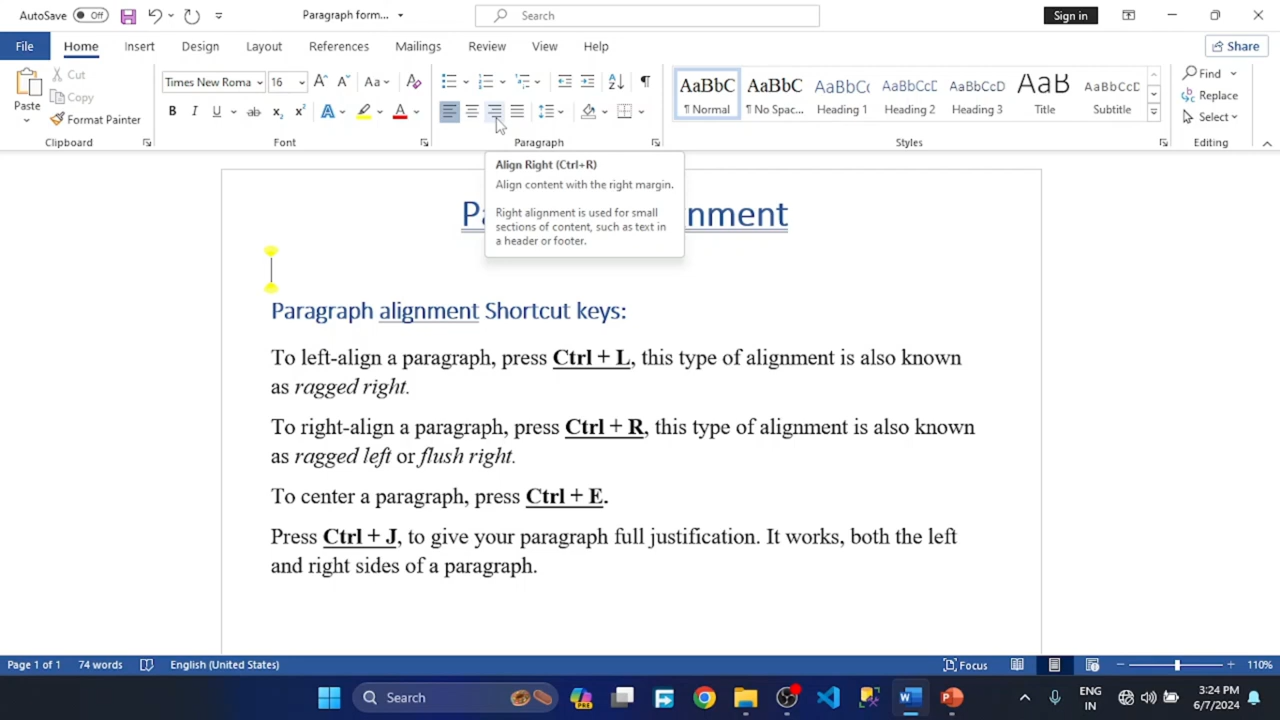 AutoSave Off Paragraph form... Search Sign in
File Home Insert Design Layout References Mailings Review View Help Share
Paste Cut Copy Format Painter
Times New Roma 16 Aa
AaBbC AaBbC AaBbC AaBbCcC AaBbCcD AaB AaBbCcD
¶ Normal ¶ No Spac... Heading 1 Heading 2 Heading 3 Title Subtitle
Find Replace Select
Clipboard Font Paragraph Styles Editing
Align Right (Ctrl+R)
Align content with the right margin.
Right alignment is used for small
sections of content, such as text in
a header or footer.
Pa nment
Paragraph alignment Shortcut keys:
To left-align a paragraph, press Ctrl + L, this type of alignment is also known
as ragged right.
To right-align a paragraph, press Ctrl + R, this type of alignment is also known
as ragged left or flush right.
To center a paragraph, press Ctrl + E.
Press Ctrl + J, to give your paragraph full justification. It works, both the left
and right sides of a paragraph.
Page 1 of 1 74 words English (United States) Focus 110%
Search PRE ENG 3:24 PM
IN 6/7/2024